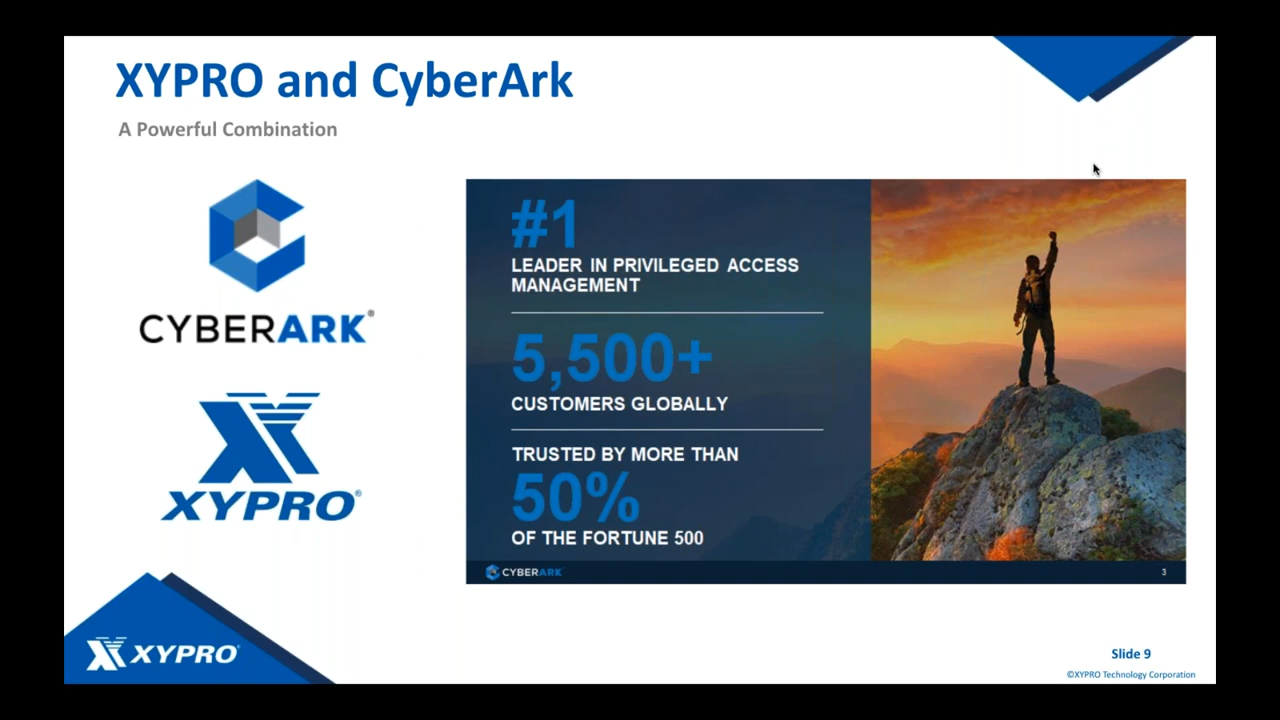 XYPRO and CyberArk
A Powerful Combination
CYBERARK®
XYPRO®
#1
LEADER IN PRIVILEGED ACCESS
MANAGEMENT
5,500+
CUSTOMERS GLOBALLY
TRUSTED BY MORE THAN
50%
OF THE FORTUNE 500
CYBERARK
3
XYPRO
Slide 9
©XYPRO Technology Corporation